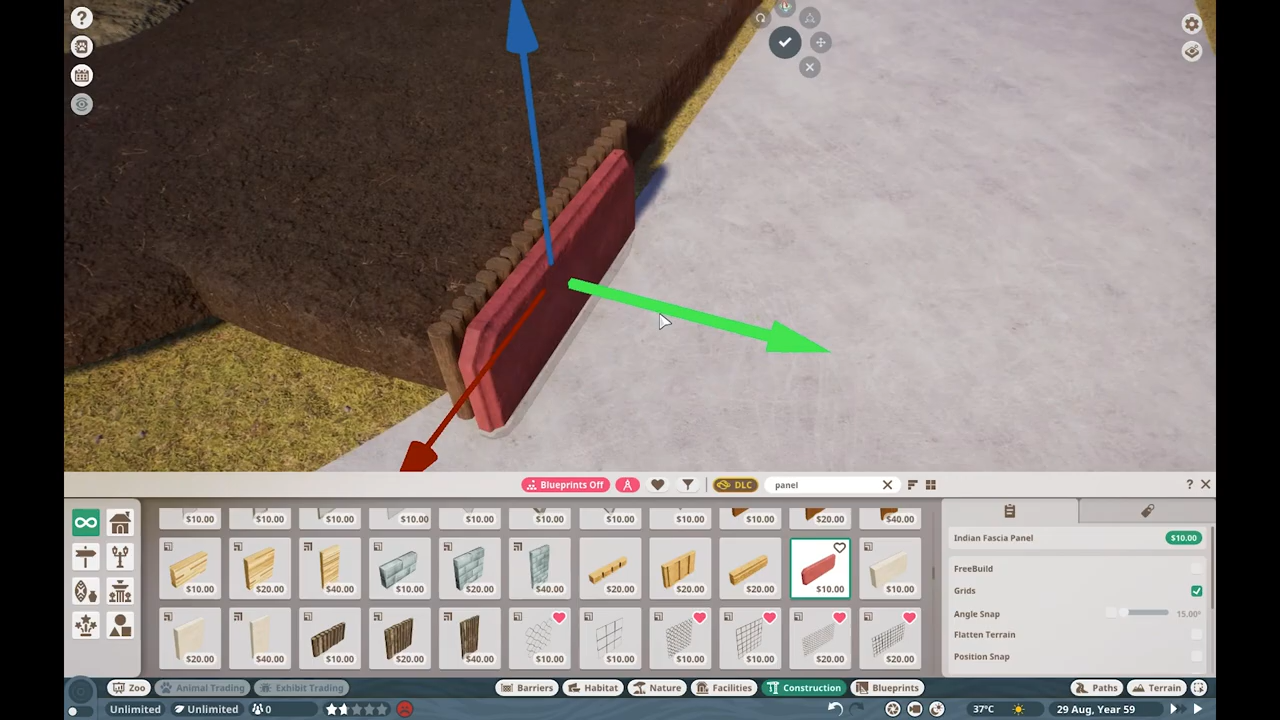 ?
Blueprints Off
DLC
panel
?
$10.00 $10.00 $10.00 $10.00 $10.00 $10.00 $10.00 $10.00 $10.00 $20.00 $40.00
$10.00 $20.00 $40.00 $10.00 $20.00 $40.00 $20.00 $20.00 $20.00 $10.00 $10.00
$20.00 $40.00 $10.00 $20.00 $40.00 $10.00 $10.00 $10.00 $10.00 $20.00 $20.00
Indian Fascia Panel $10.00
FreeBuild
Grids
Angle Snap 15.00°
Flatten Terrain
Position Snap
Zoo Animal Trading Exhibit Trading Barriers Habitat Nature Facilities Construction Blueprints Paths Terrain
Unlimited Unlimited 0 37°C 29 Aug, Year 59